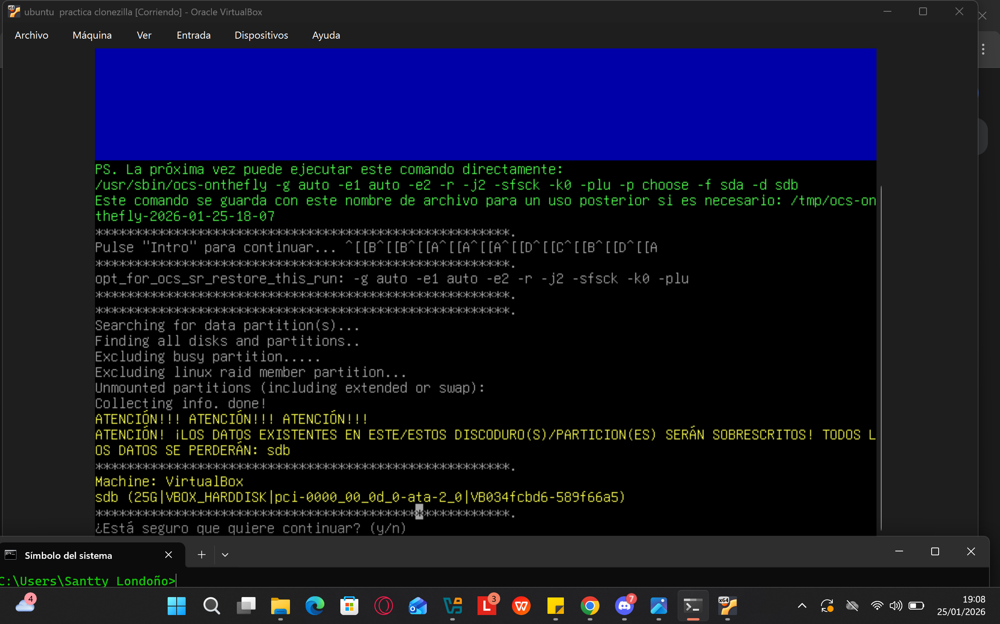 ubuntu  practica clonezilla [Corriendo] - Oracle VirtualBox
Archivo Máquina Ver Entrada Dispositivos Ayuda
PS. La próxima vez puede ejecutar este comando directamente:
/usr/sbin/ocs-onthefly -g auto -e1 auto -e2 -r -j2 -sfsck -k0 -plu -p choose -f sda -d sdb
Este comando se guarda con este nombre de archivo para un uso posterior si es necesario: /tmp/ocs-on
thefly-2026-01-25-18-07
*****************************************************.
Pulse "Intro" para continuar... ^[[B^[[B^[[A^[[A^[[A^[[D^[[C^[[B^[[D^[[A
*****************************************************.
opt_for_ocs_sr_restore_this_run: -g auto -e1 auto -e2 -r -j2 -sfsck -k0 -plu
*****************************************************.
*****************************************************.
Searching for data partition(s)...
Finding all disks and partitions..
Excluding busy partition.....
Excluding linux raid member partition...
Unmounted partitions (including extended or swap):
Collecting info. done!
ATENCIÓN!!! ATENCIÓN!!! ATENCIÓN!!!
ATENCIÓN! ¡LOS DATOS EXISTENTES EN ESTE/ESTOS DISCODURO(S)/PARTICION(ES) SERÁN SOBRESCRITOS! TODOS L
OS DATOS SE PERDERÁN: sdb
*****************************************************.
Machine: VirtualBox
sdb (25G|VBOX_HARDDISK|pci-0000_00_0d_0-ata-2_0|VB034fcbd6-589f66a5)
*****************************************************.
¿Está seguro que quiere continuar? (y/n)
Símbolo del sistema
C:\Users\Santty Londoño>
4
3
7
x64
19:08
25/01/2026